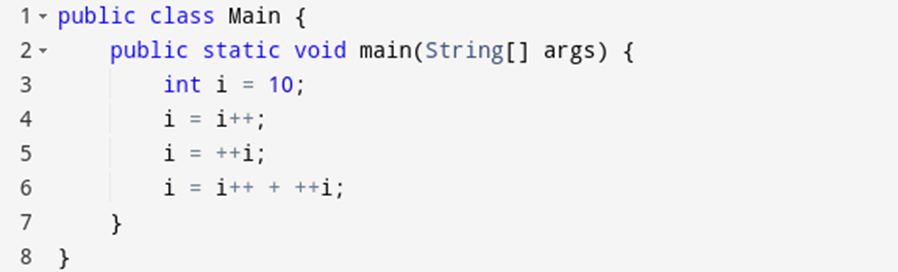 1 public class Main {
2 public static void main(String[] args) {
3 int i = 10;
4 i = i++;
5 i = ++i;
6 i = i++ + ++i;
7 }
8 }